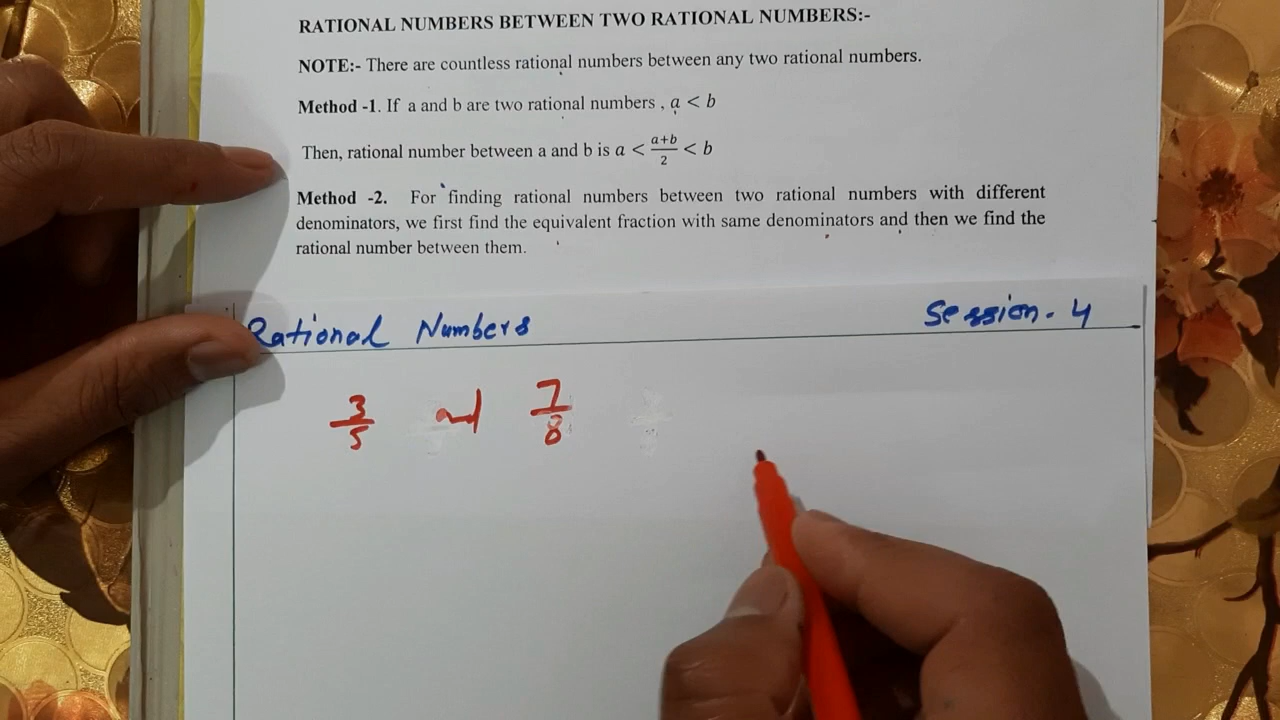 RATIONAL NUMBERS BETWEEN TWO RATIONAL NUMBERS:-
NOTE:- There are countless rational numbers between any two rational numbers.
Method -1. If a and b are two rational numbers , a < b
Then, rational number between a and b is a < \frac{a+b}{2} < b
Method -2. For finding rational numbers between two rational numbers with different
denominators, we first find the equivalent fraction with same denominators and then we find the
rational number between them.
Rational Numbers Session. 4
\frac{3}{5} and \frac{7}{8}